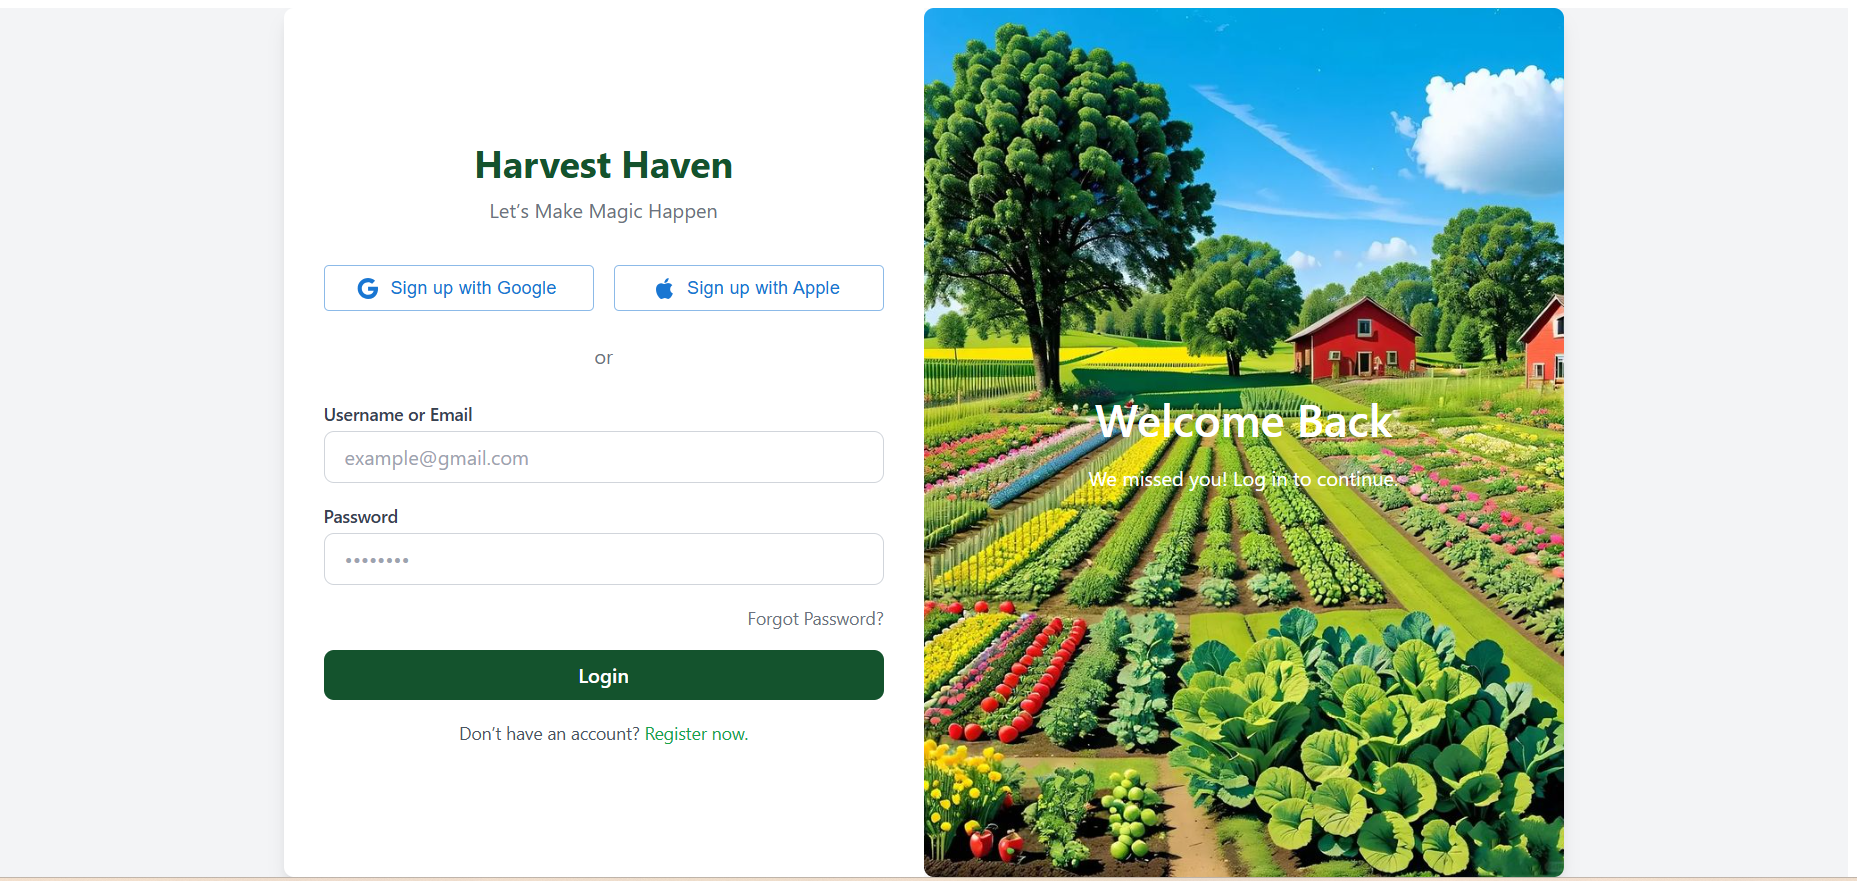 Harvest Haven
Let’s Make Magic Happen
Sign up with Google
Sign up with Apple
or
Username or Email
example@gmail.com
Password
••••••••
Forgot Password?
Login
Don’t have an account? Register now.
Welcome Back
We missed you! Log in to continue.